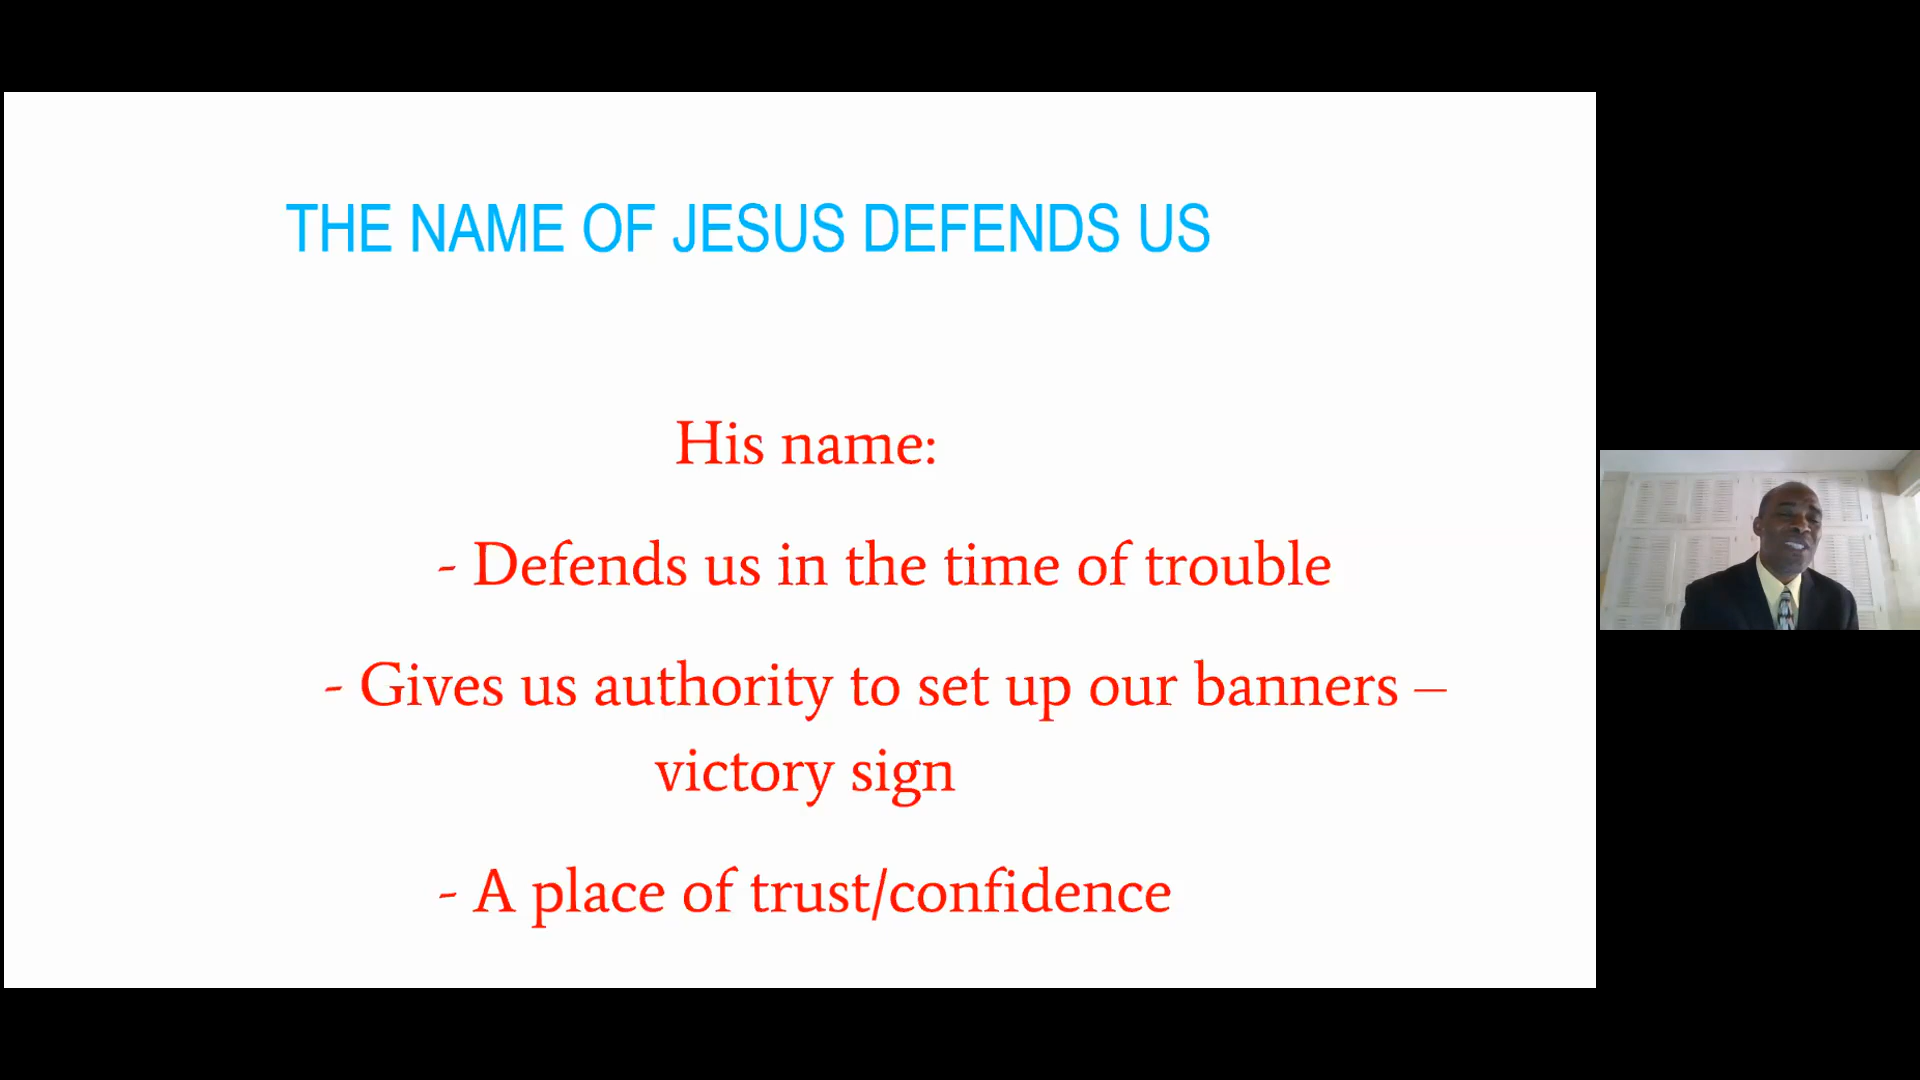 THE NAME OF JESUS DEFENDS US
His name:
- Defends us in the time of trouble
- Gives us authority to set up our banners –
victory sign
- A place of trust/confidence